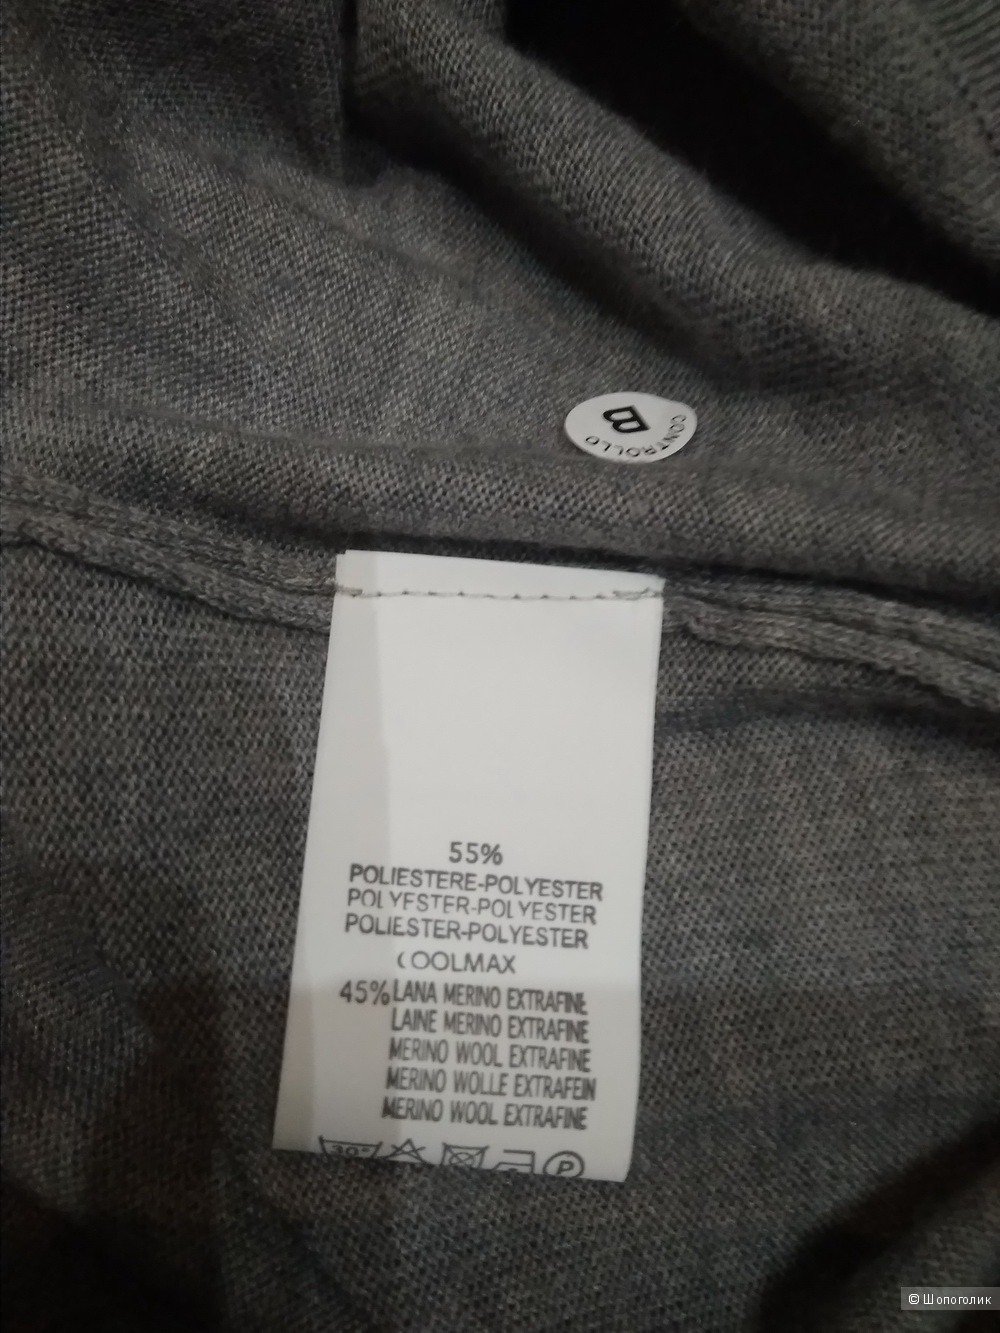 B
CONTROLLO
55%
POLIESTERE-POLYESTER
POLYESTER-POLYESTER
POLIESTER-POLYESTER
COOLMAX
45% LANA MERINO EXTRAFINE
LAINE MERINO EXTRAFINE
MERINO WOOL EXTRAFINE
MERINO WOLLE EXTRAFEIN
MERINO WOOL EXTRAFINE
30° P
© Шопоголик